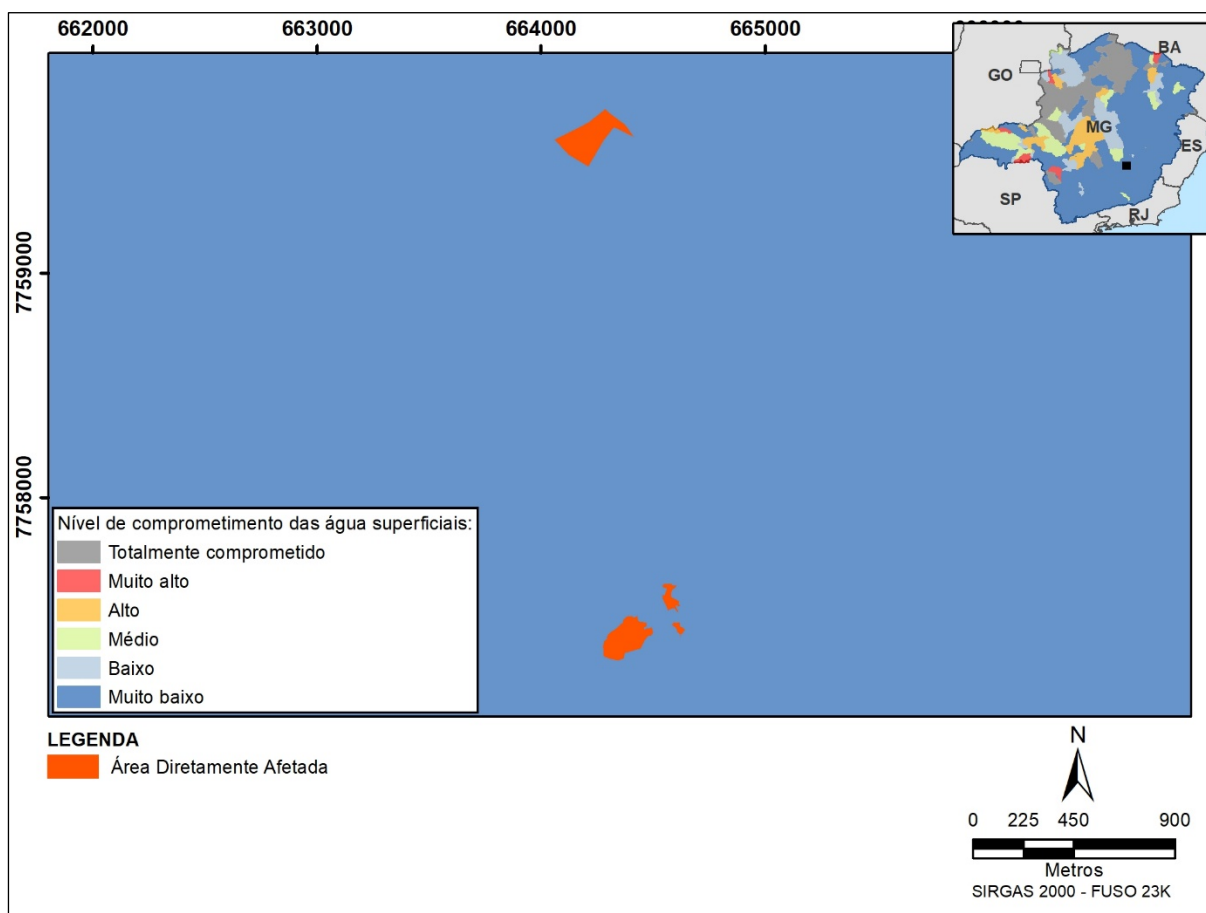 662000 663000 664000 665000
BA
GO
MG
ES
SP
RJ
7759000
7758000
Nível de comprometimento das água superficiais:
Totalmente comprometido
Muito alto
Alto
Médio
Baixo
Muito baixo
LEGENDA
Área Diretamente Afetada
N
0 225 450 900
Metros
SIRGAS 2000 - FUSO 23K